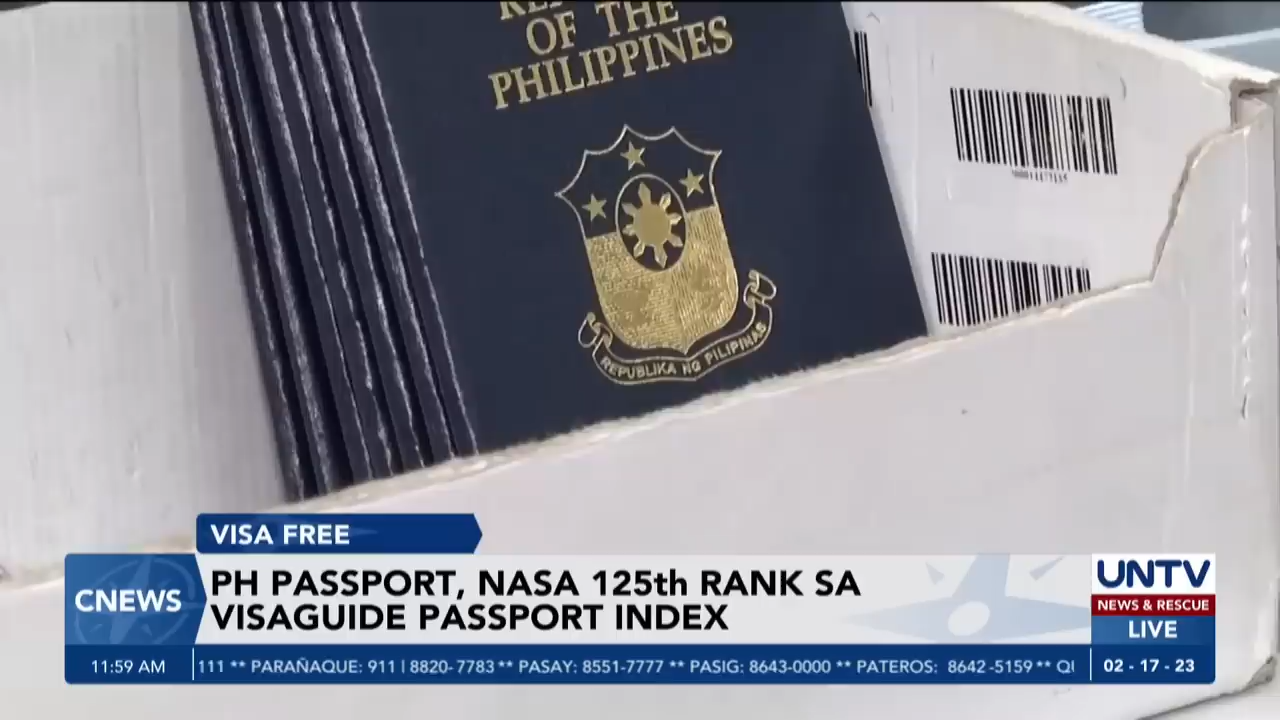 OF THE
PHILIPPINES
REPUBLIKA NG PILIPINAS
VISA FREE
CNEWS
PH PASSPORT, NASA 125th RANK SA
VISAGUIDE PASSPORT INDEX
UNTV
NEWS & RESCUE
LIVE
11:59 AM
111 ** PARAÑAQUE: 911 | 8820-7783 ** PASAY: 8551-7777 ** PASIG: 8643-0000 ** PATEROS: 8642-5159 **
02 - 17 - 23